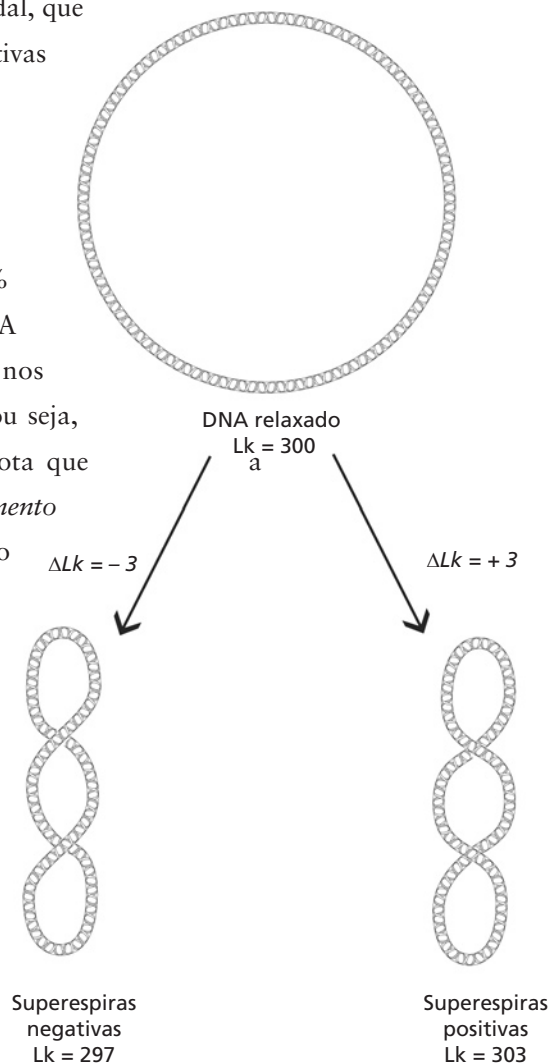 dal, que
tivas
%
A
nos
ou seja,
ota que
mento
o
DNA relaxado
Lk = 300
a
ΔLk = – 3
ΔLk = + 3
Superespiras
negativas
Lk = 297
Superespiras
positivas
Lk = 303